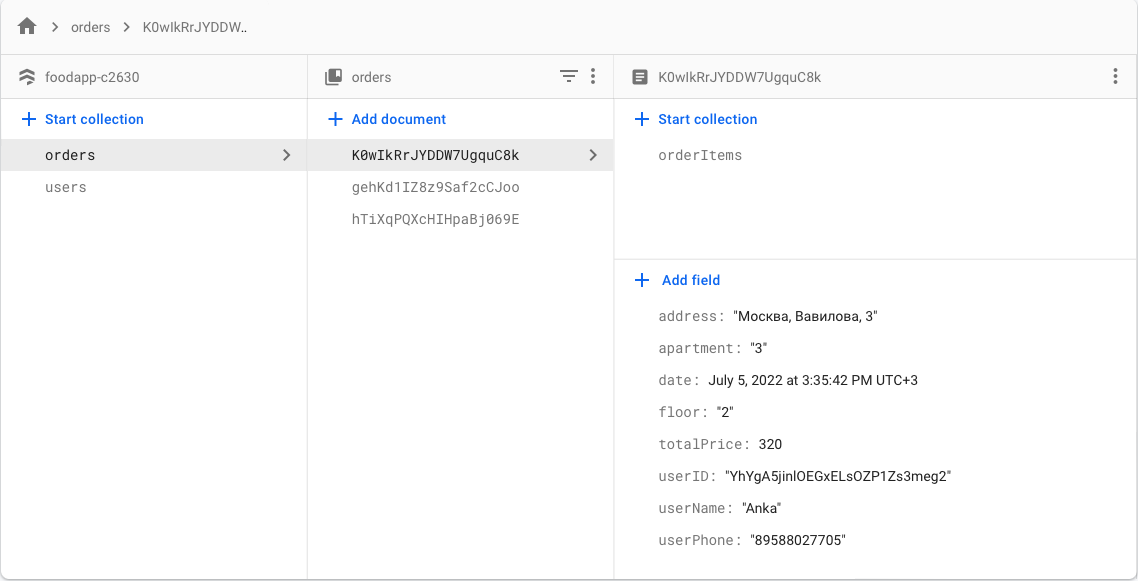 orders
K0wIkRrJYDDW..
foodapp-c2630
orders
K0wIkRrJYDDW7UgquC8k
Start collection
Add document
Start collection
orders
users
K0wIkRrJYDDW7UgquC8k
gehKd1IZ8z9Saf2cCJoo
hTiXqPQXcHIHpaBj069E
orderItems
Add field
address: "Москва, Вавилова, 3"
apartment: "3"
date: July 5, 2022 at 3:35:42 PM UTC+3
floor: "2"
totalPrice: 320
userID: "YhYgA5jinlOEGxELsOZP1Zs3meg2"
userName: "Anka"
userPhone: "89588027705"